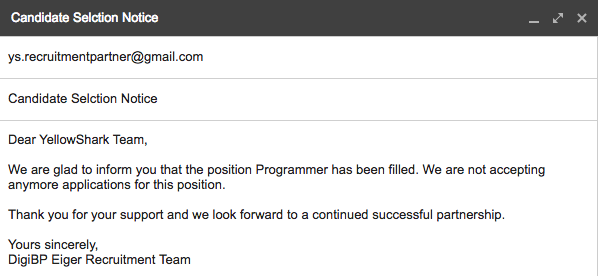 Candidate Selction Notice
ys.recruitmentpartner@gmail.com
Candidate Selction Notice
Dear YellowShark Team,
We are glad to inform you that the position Programmer has been filled. We are not accepting
anymore applications for this position.
Thank you for your support and we look forward to a continued successful partnership.
Yours sincerely,
DigiBP Eiger Recruitment Team